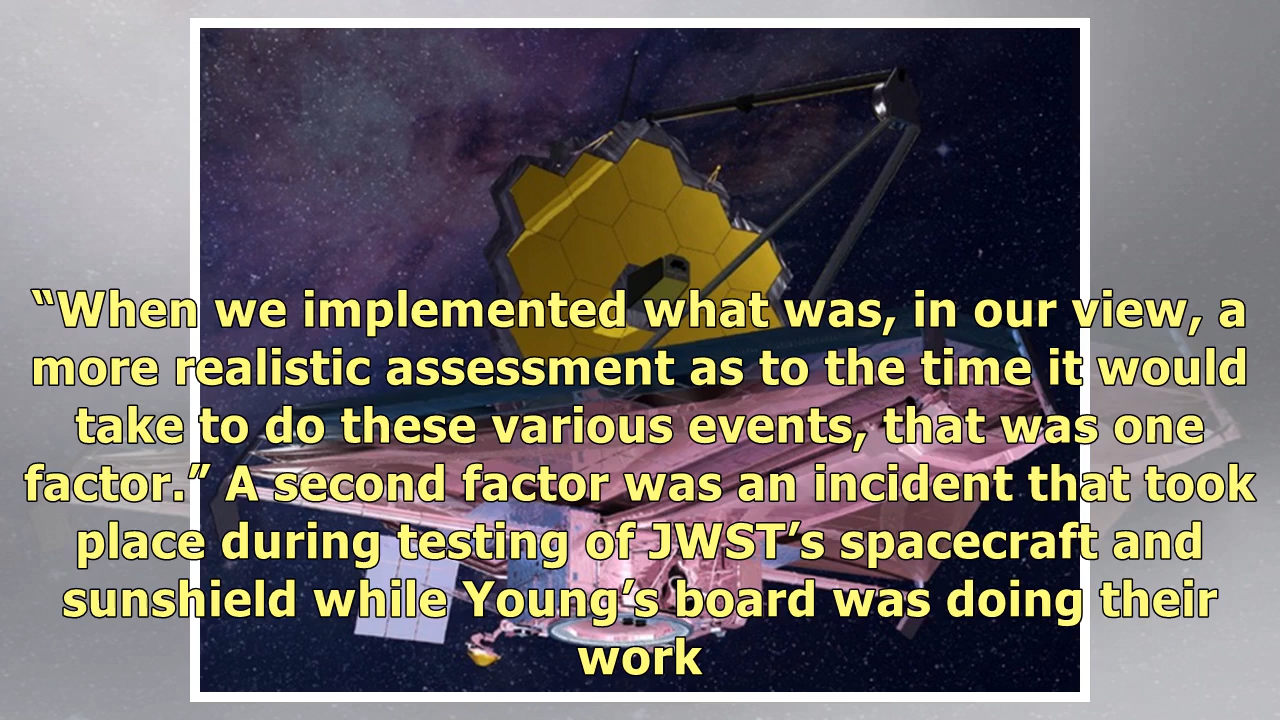 “When we implemented what was, in our view, a
more realistic assessment as to the time it would
take to do these various events, that was one
factor.” A second factor was an incident that took
place during testing of JWST’s spacecraft and
sunshield while Young’s board was doing their
work